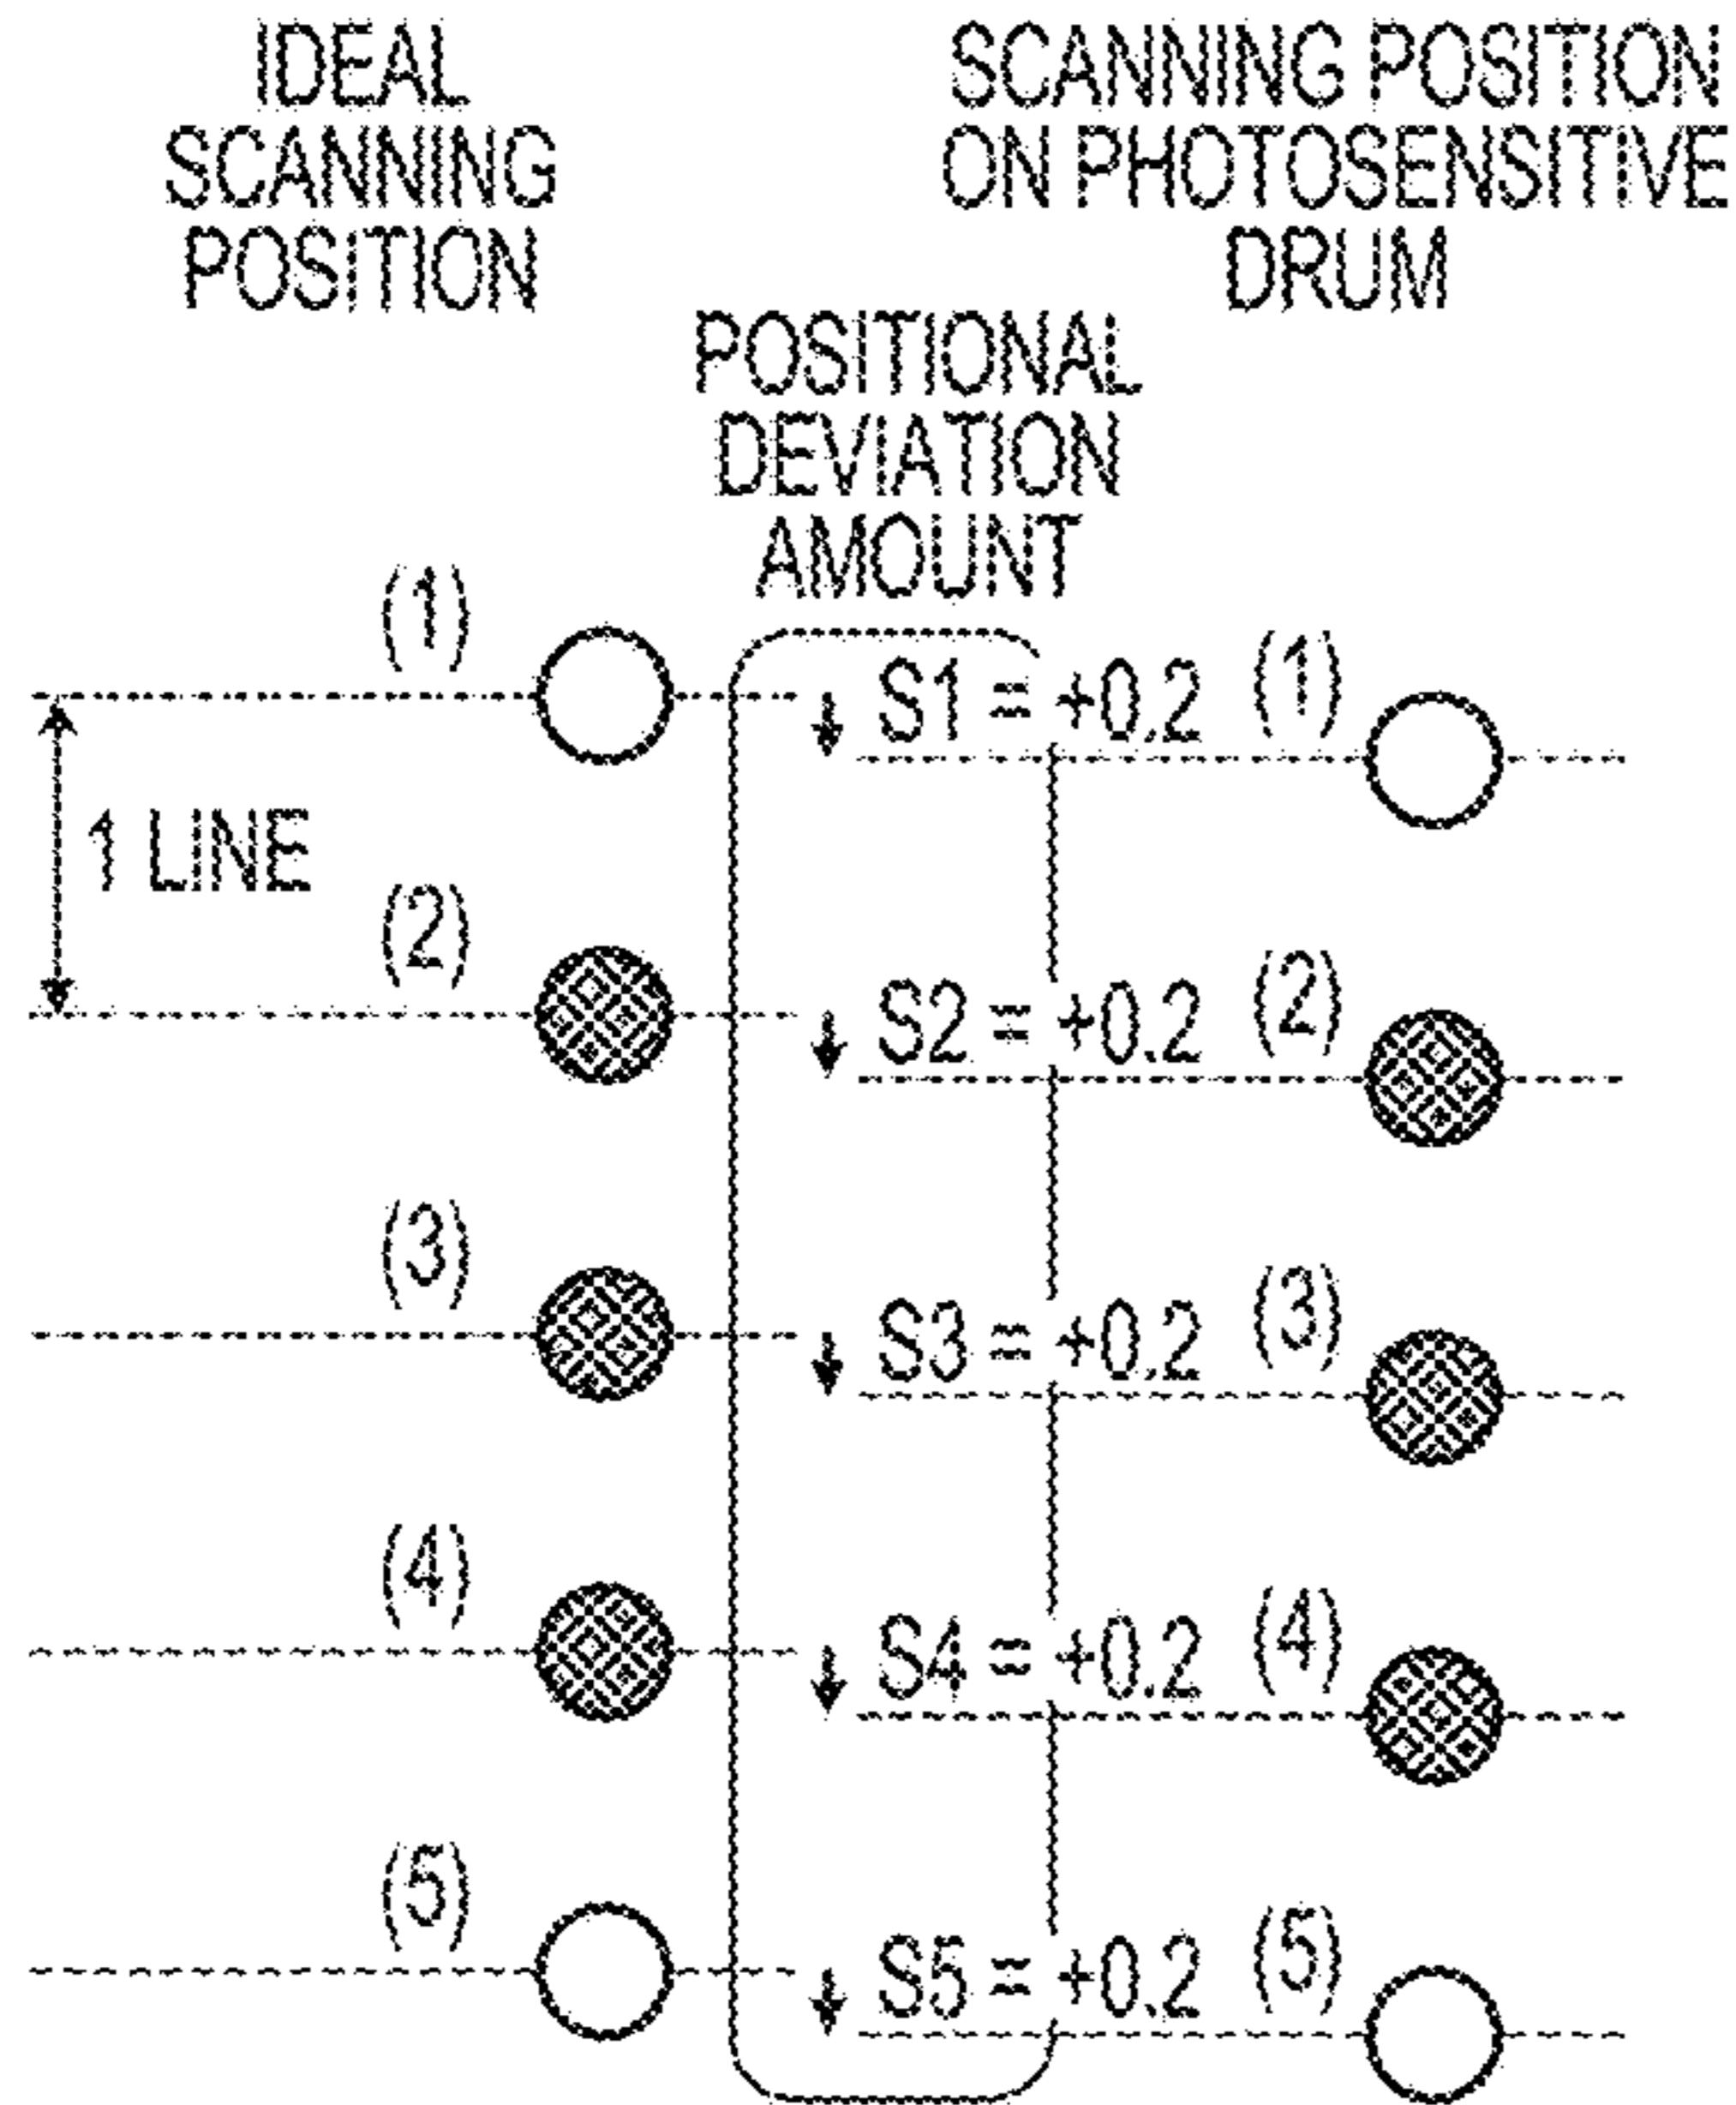 IDEAL
SCANNING
POSITION
SCANNING POSITION
ON PHOTOSENSITIVE
DRUM
POSITIONAL
DEVIATION
AMOUNT
(1)
S1 = +0.2 (1)
1 LINE
(2)
S2 = +0.2 (2)
(3)
S3 = +0.2 (3)
(4)
S4 = +0.2 (4)
(5)
S5 = +0.2 (5)